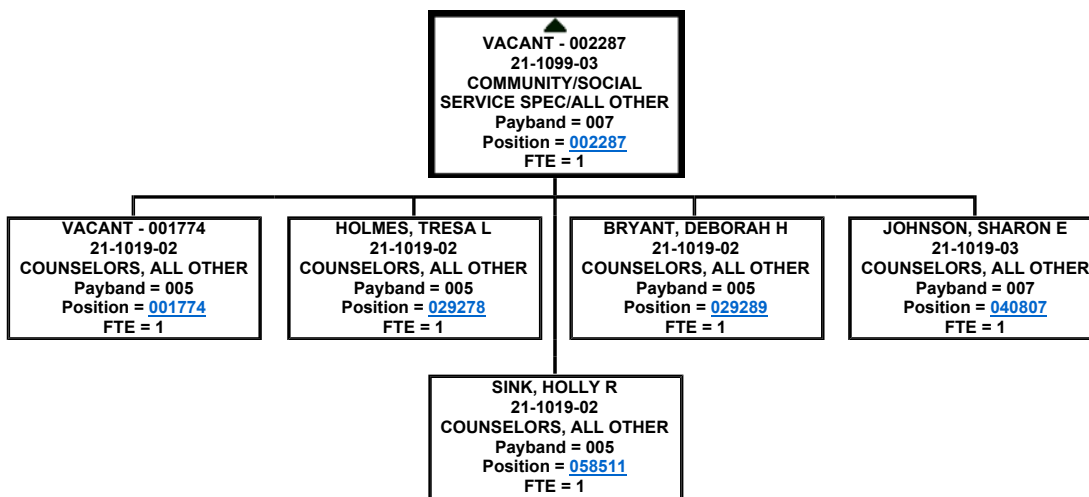 VACANT - 002287
21-1099-03
COMMUNITY/SOCIAL
SERVICE SPEC/ALL OTHER
Payband = 007
Position = 002287
FTE = 1
VACANT - 001774
21-1019-02
COUNSELORS, ALL OTHER
Payband = 005
Position = 001774
FTE = 1
HOLMES, TRESA L
21-1019-02
COUNSELORS, ALL OTHER
Payband = 005
Position = 029278
FTE = 1
BRYANT, DEBORAH H
21-1019-02
COUNSELORS, ALL OTHER
Payband = 005
Position = 029289
FTE = 1
JOHNSON, SHARON E
21-1019-03
COUNSELORS, ALL OTHER
Payband = 007
Position = 040807
FTE = 1
SINK, HOLLY R
21-1019-02
COUNSELORS, ALL OTHER
Payband = 005
Position = 058511
FTE = 1